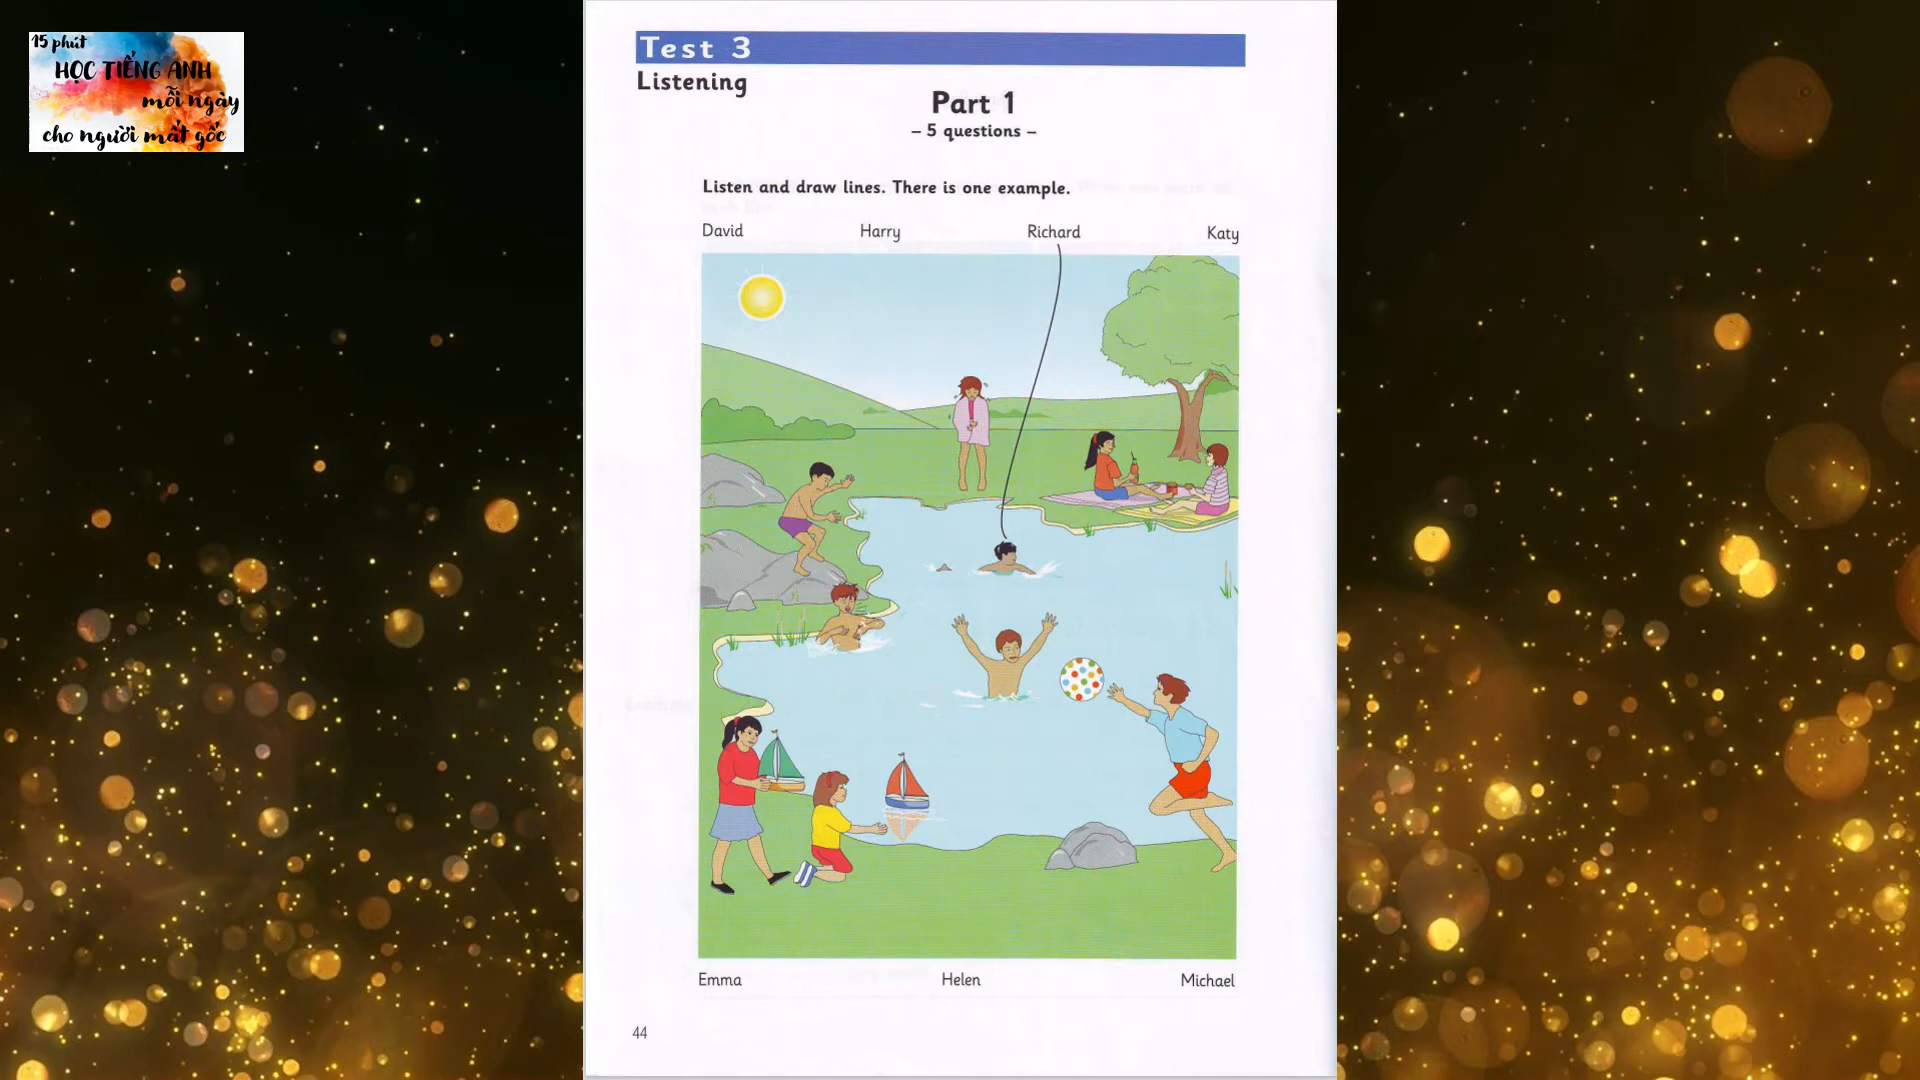 15 phút
HỌC TIẾNG ANH
mỗi ngày
cho người mất gốc
Test 3
Listening
Part 1
– 5 questions –
Listen and draw lines. There is one example.
David Harry Richard Katy
Emma Helen Michael
44